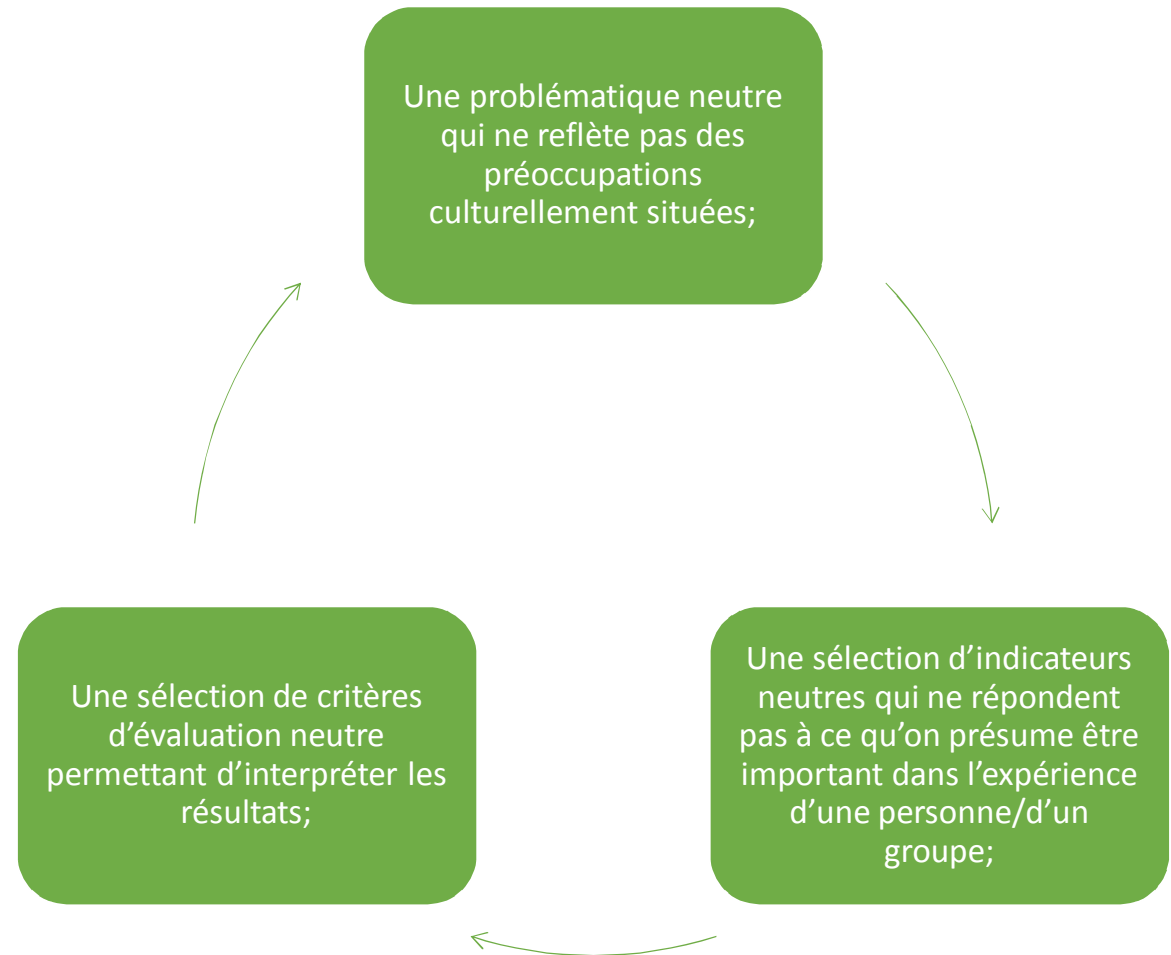 Une problématique neutre
qui ne reflète pas des
préoccupations
culturellement situées;
Une sélection d’indicateurs
neutres qui ne répondent
pas à ce qu’on présume être
important dans l’expérience
d’une personne/d’un
groupe;
Une sélection de critères
d’évaluation neutre
permettant d’interpréter les
résultats;